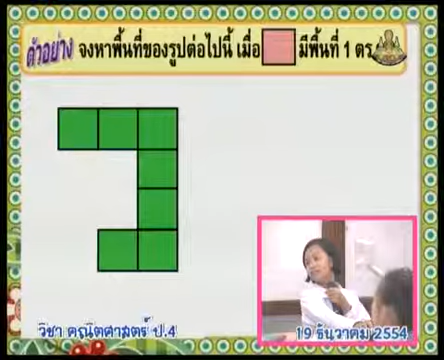 ตัวอย่าง จงหาพื้นที่ของรูปต่อไปนี้ เมื่อ มีพื้นที่ 1 ตร.
วิชา คณิตศาสตร์ ป.4
19 ธันวาคม 2554